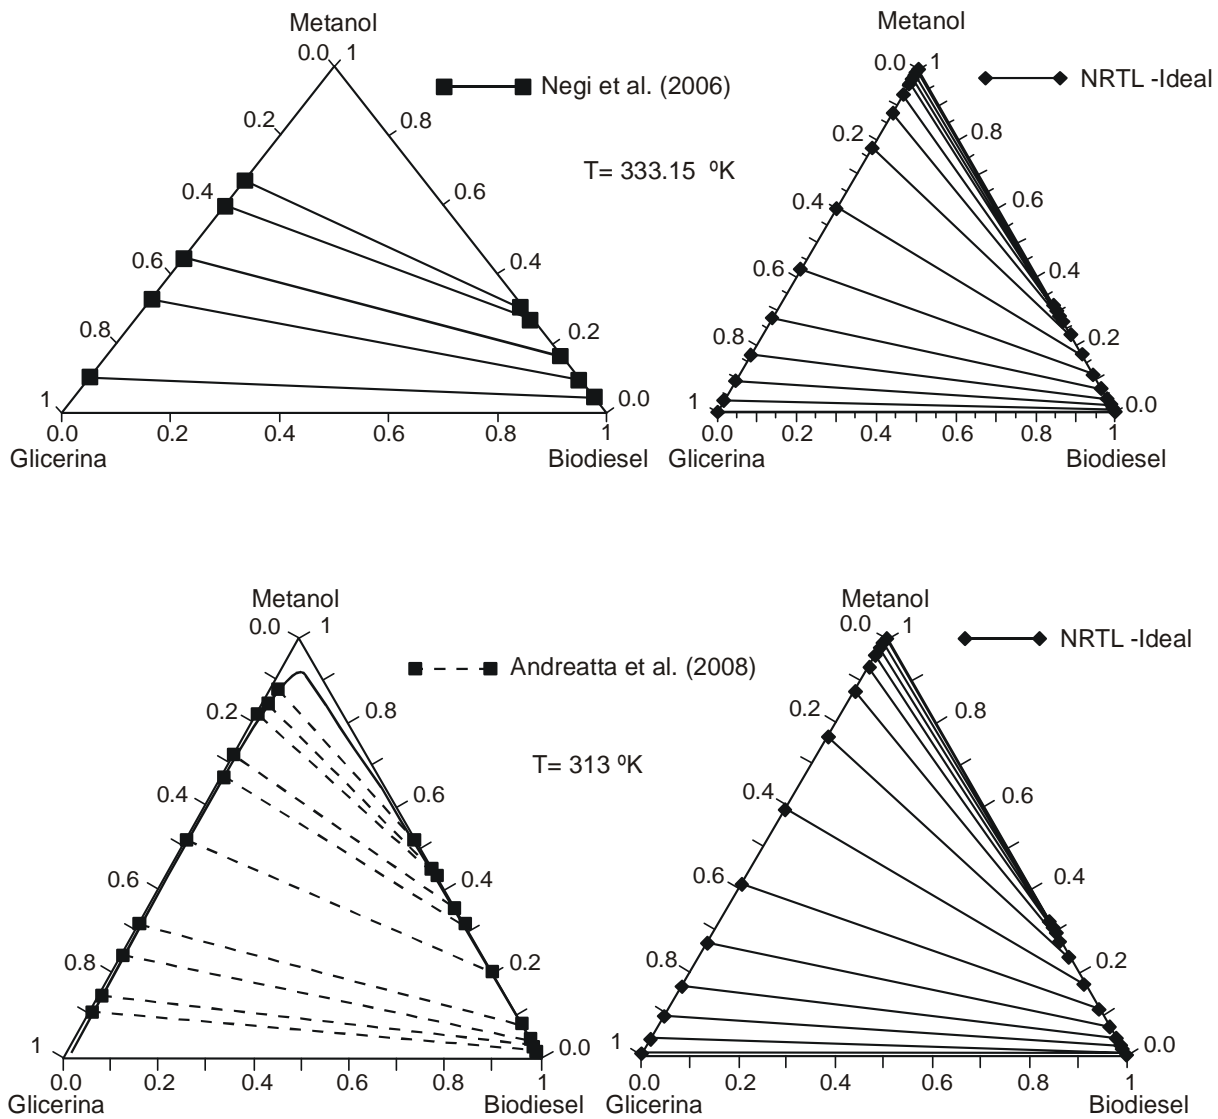 Metanol
0.0 1
Negi et al. (2006)
0.2 0.8
0.4 0.6
0.6 0.4
0.8 0.2
1 0.0
0.0 0.2 0.4 0.6 0.8 1
Glicerina Biodiesel
T= 333.15 ºK
Metanol
0.0 1
NRTL -Ideal
0.2 0.8
0.4 0.6
0.6 0.4
0.8 0.2
1 0.0
0.0 0.2 0.4 0.6 0.8 1
Glicerina Biodiesel
Metanol
0.0 1
Andreatta et al. (2008)
0.2 0.8
0.4 0.6
0.6 0.4
0.8 0.2
1 0.0
0.0 0.2 0.4 0.6 0.8 1
Glicerina Biodiesel
T= 313 ºK
Metanol
0.0 1
NRTL -Ideal
0.2 0.8
0.4 0.6
0.6 0.4
0.8 0.2
1 0.0
0.0 0.2 0.4 0.6 0.8 1
Glicerina Biodiesel